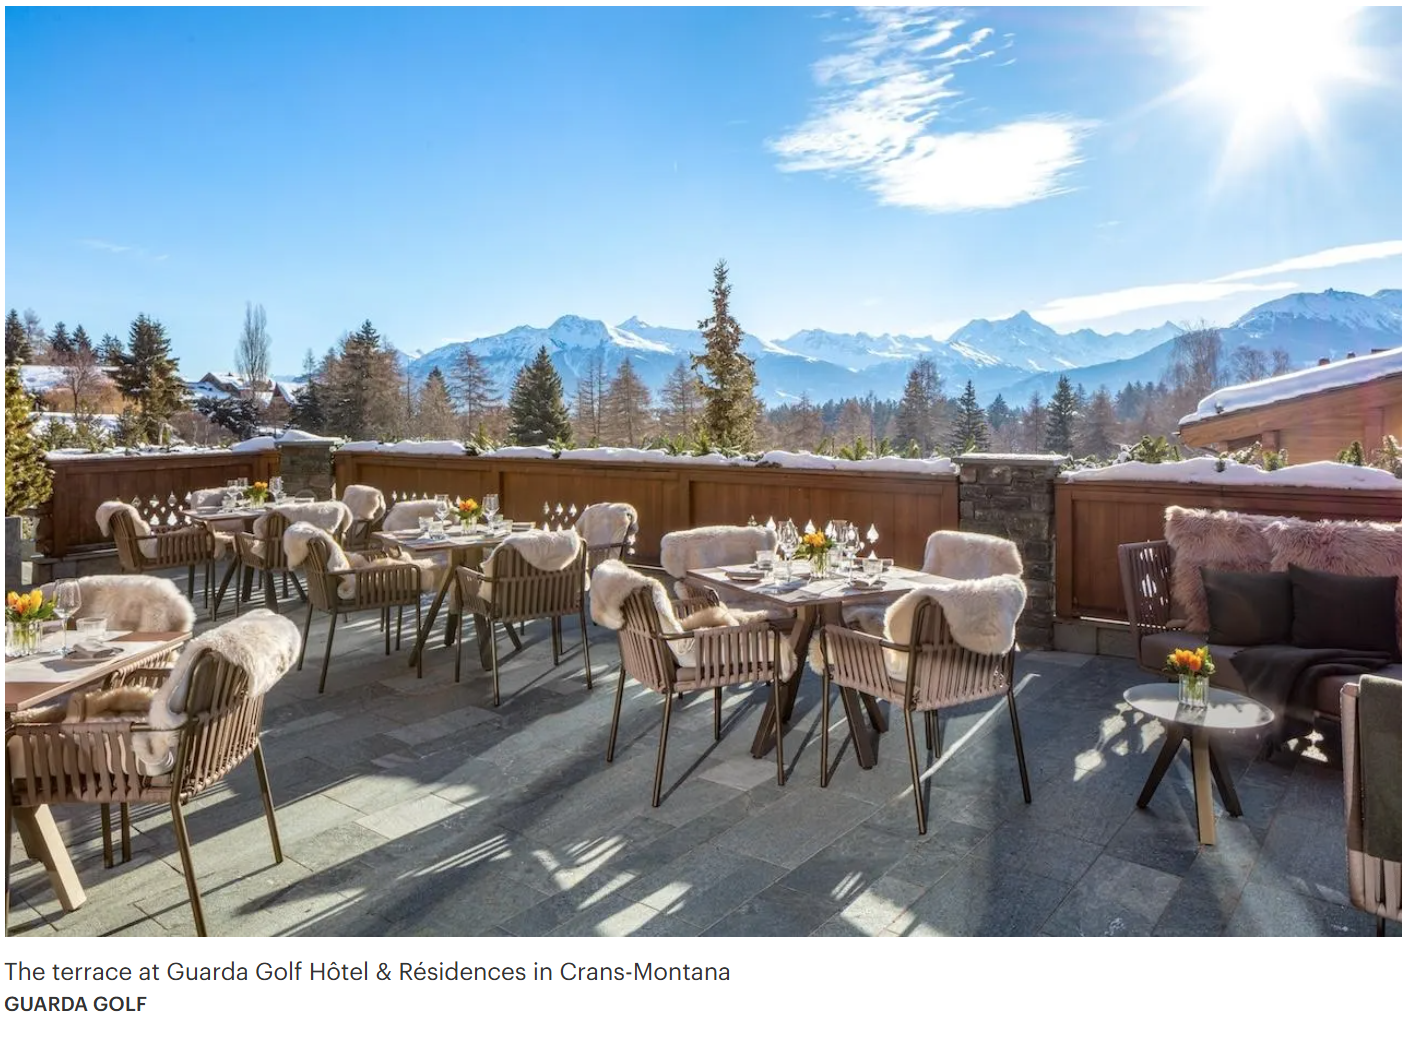 The terrace at Guarda Golf Hôtel & Résidences in Crans-Montana
GUARDA GOLF